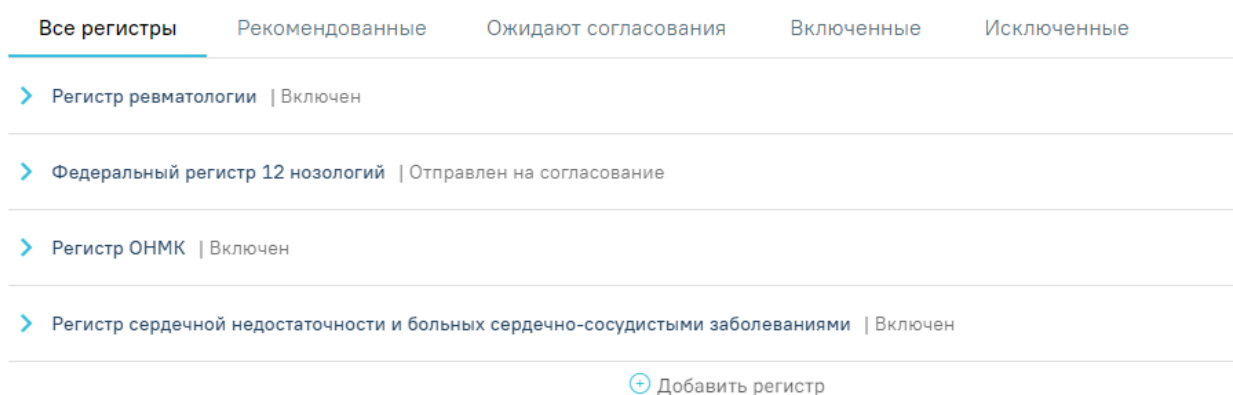 Все регистры Рекомендованные Ожидают согласования Включенные Исключенные
Регистр ревматологии | Включен
Федеральный регистр 12 нозологий | Отправлен на согласование
Регистр ОНМК | Включен
Регистр сердечной недостаточности и больных сердечно-сосудистыми заболеваниями | Включен
Добавить регистр